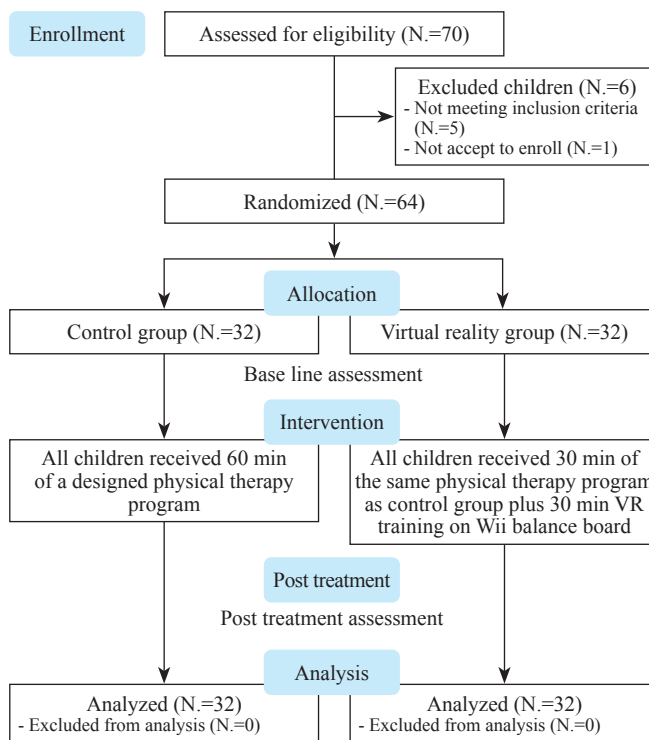 Enrollment
Assessed for eligibility (N.=70)
Excluded children (N.=6)
- Not meeting inclusion criteria
(N.=5)
- Not accept to enroll (N.=1)
Randomized (N.=64)
Allocation
Control group (N.=32)
Virtual reality group (N.=32)
Base line assessment
Intervention
All children received 60 min
of a designed physical therapy
program
All children received 30 min of
the same physical therapy program
as control group plus 30 min VR
training on Wii balance board
Post treatment
Post treatment assessment
Analysis
Analyzed (N.=32)
- Excluded from analysis (N.=0)
Analyzed (N.=32)
- Excluded from analysis (N.=0)